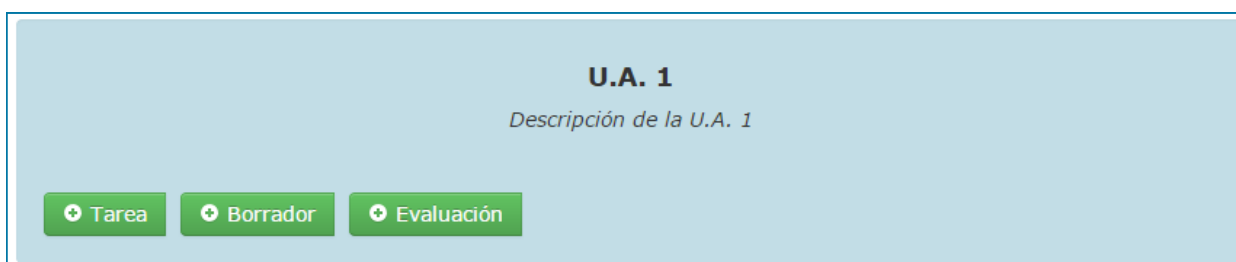 U.A. 1
Descripción de la U.A. 1
Tarea Borrador Evaluación